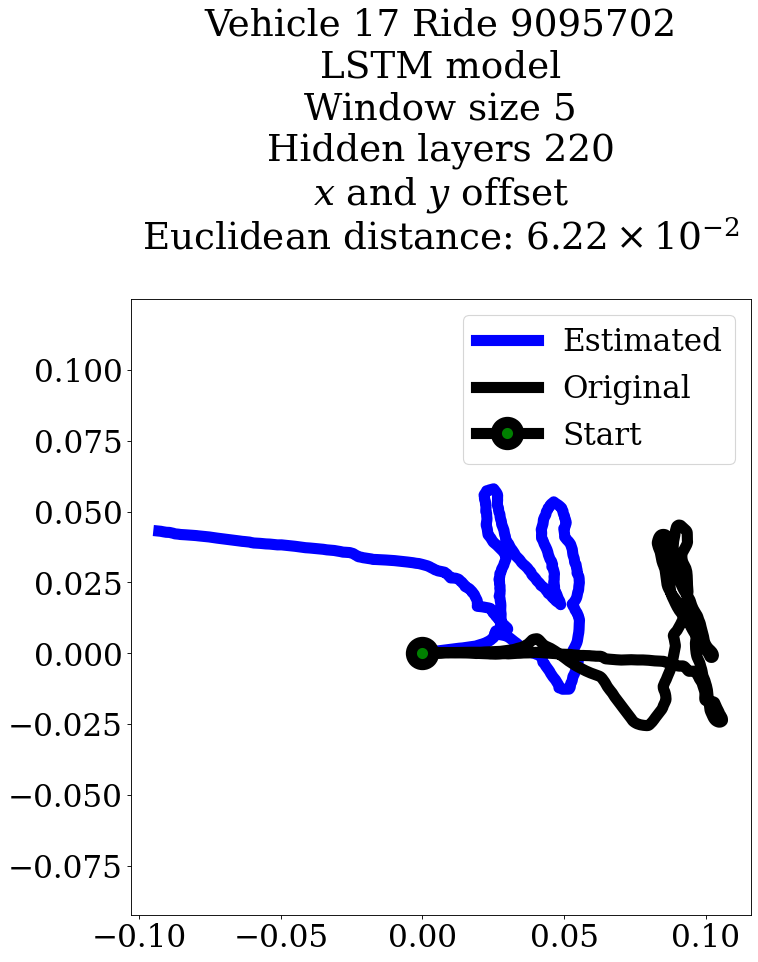 Vehicle 17 Ride 9095702
LSTM model
Window size 5
Hidden layers 220
x and y offset
Euclidean distance: 6.22 × 10⁻²
Estimated
Original
Start
0.100
0.075
0.050
0.025
0.000
−0.025
−0.050
−0.075
−0.10 −0.05 0.00 0.05 0.10